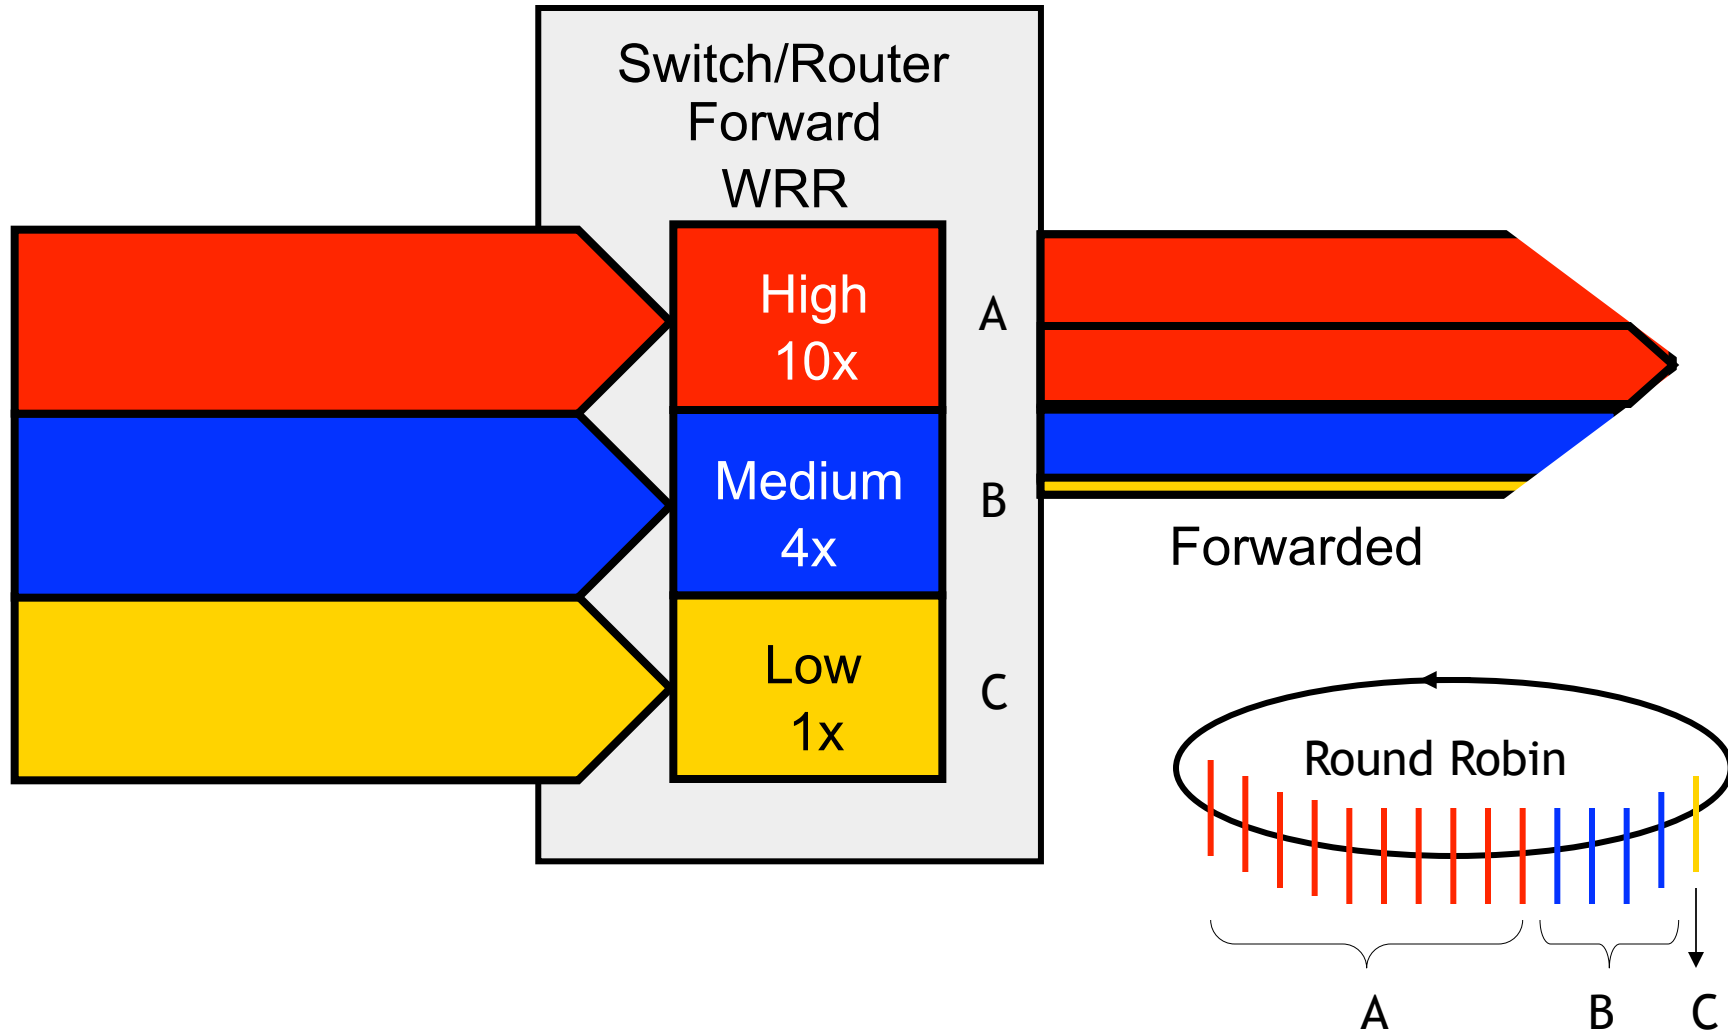 Switch/Router
Forward
WRR
High
10x
A
Medium
4x
B
Low
1x
C
Forwarded
Round Robin
A
B
C